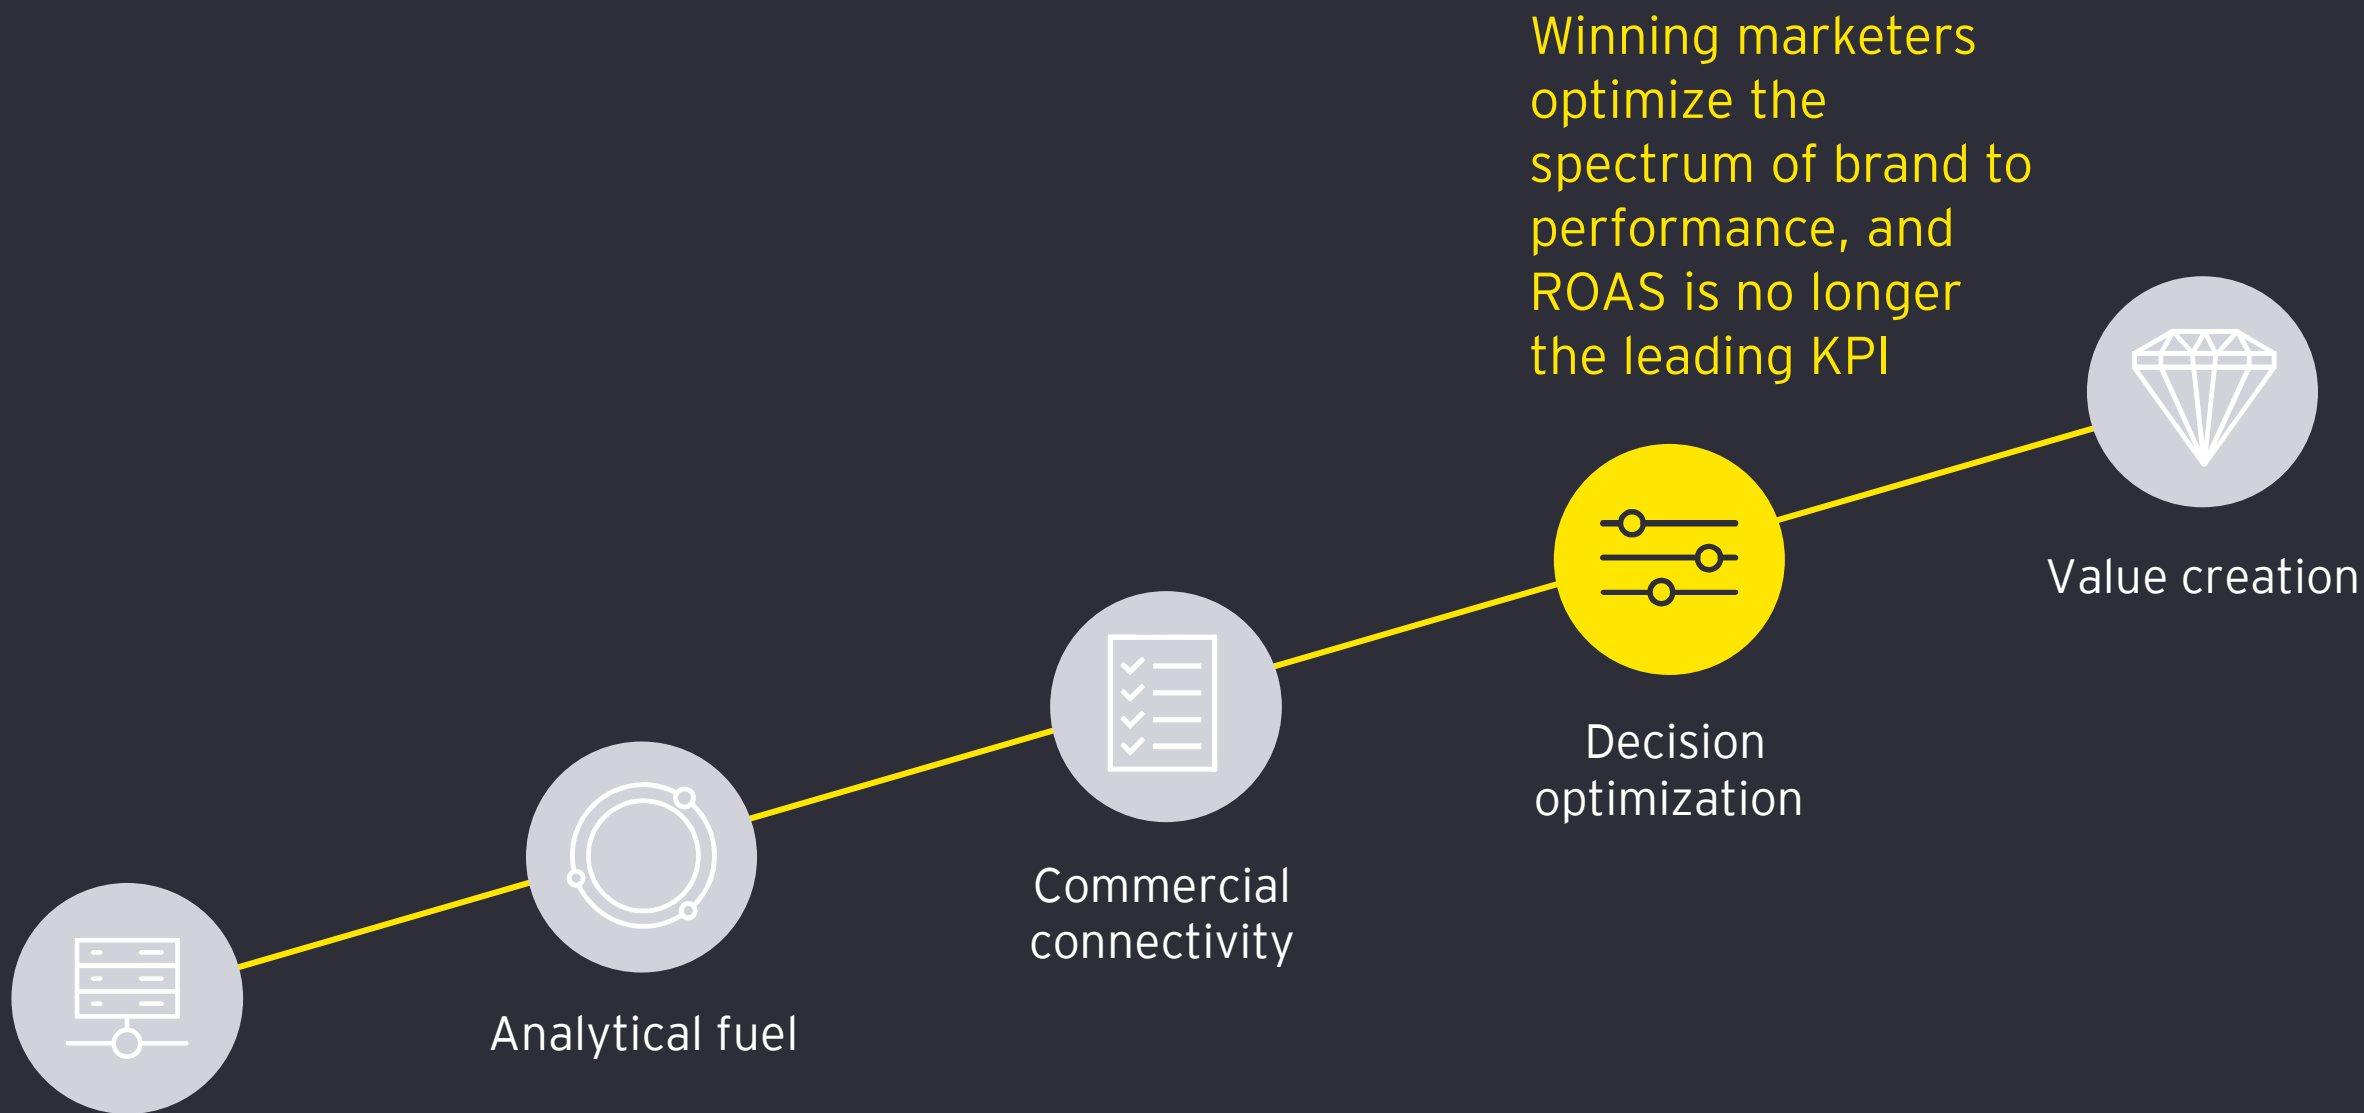 Winning marketers
optimize the
spectrum of brand to
performance, and
ROAS is no longer
the leading KPI
Value creation
Decision
optimization
Commercial
connectivity
Analytical fuel